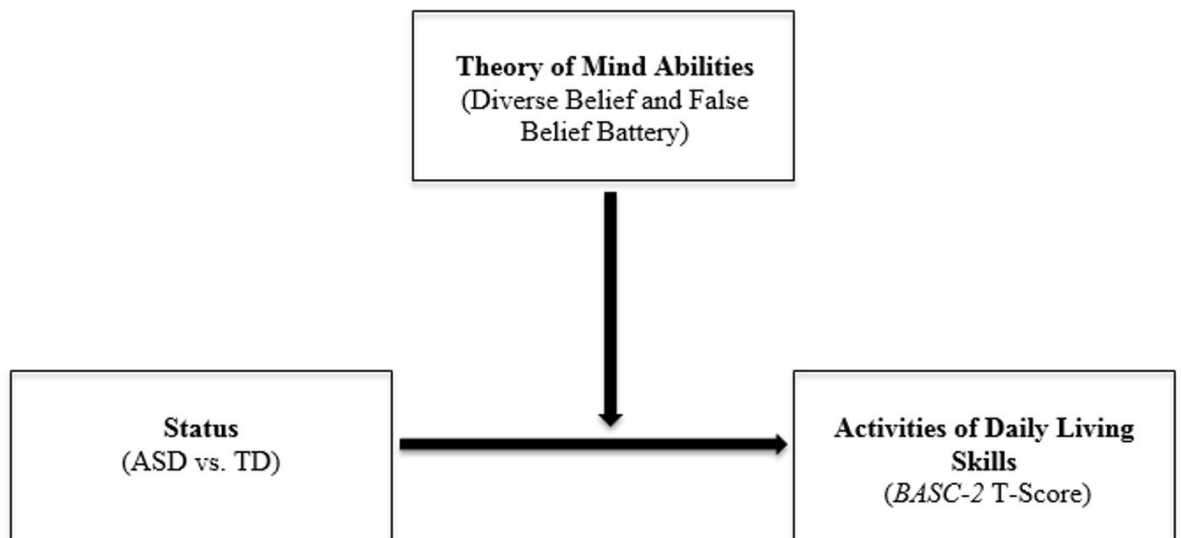 Theory of Mind Abilities
(Diverse Belief and False
Belief Battery)
Status
(ASD vs. TD)
Activities of Daily Living
Skills
(BASC-2 T-Score)